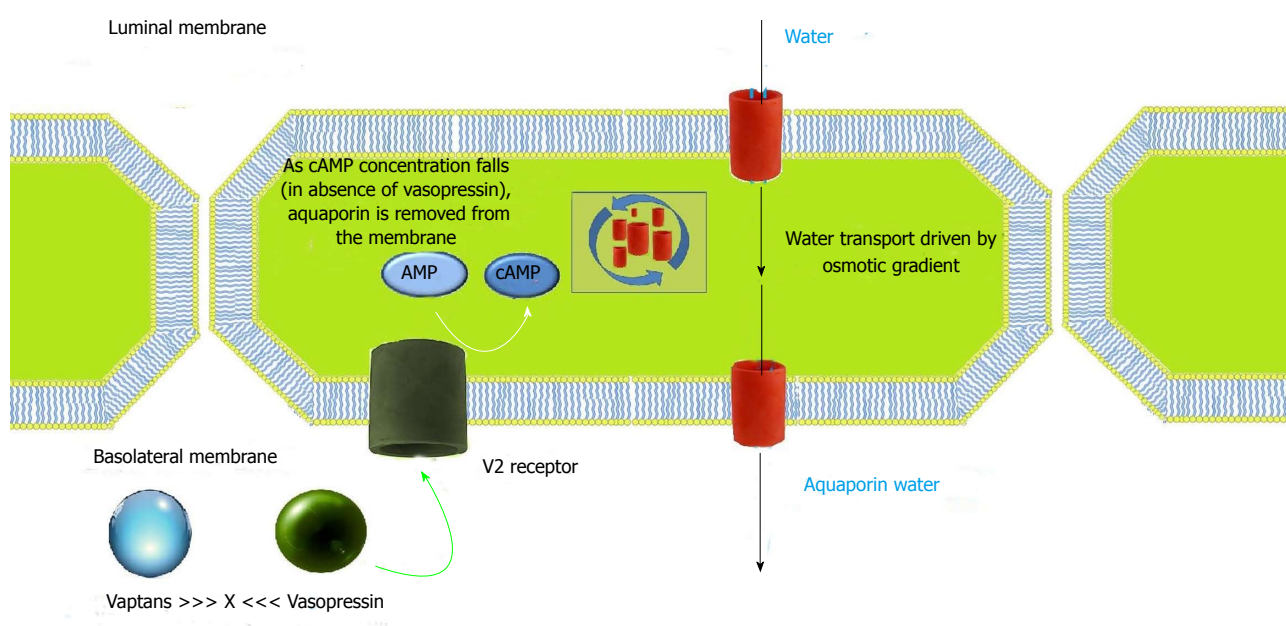 Luminal membrane
Water
As cAMP concentration falls
(in absence of vasopressin),
aquaporin is removed from
the membrane
Water transport driven by
osmotic gradient
AMP
cAMP
Basolateral membrane
V2 receptor
Aquaporin water
Vaptans >>> X <<< Vasopressin